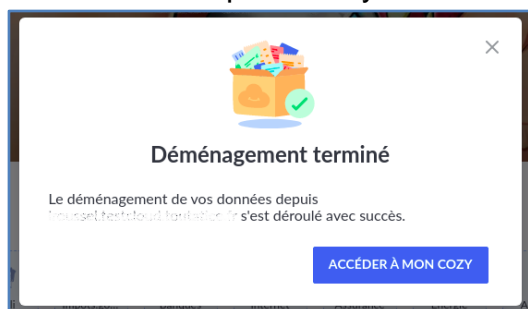 Déménagement terminé
Le déménagement de vos données depuis
s'est déroulé avec succès.
ACCÉDER À MON COZY